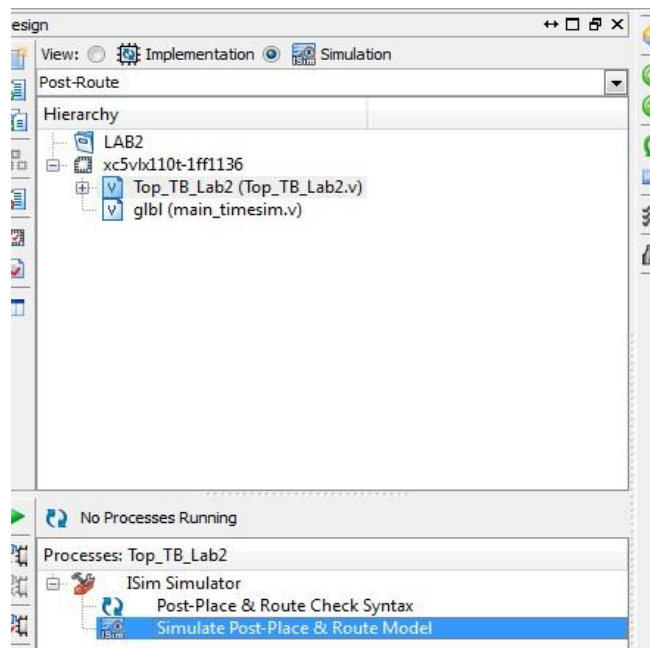 esign
View: Implementation Simulation
Post-Route
Hierarchy
LAB2
xc5vlx110t-1ff1136
Top_TB_Lab2 (Top_TB_Lab2.v)
glbl (main_timesim.v)
No Processes Running
Processes: Top_TB_Lab2
ISim Simulator
Post-Place & Route Check Syntax
Simulate Post-Place & Route Model